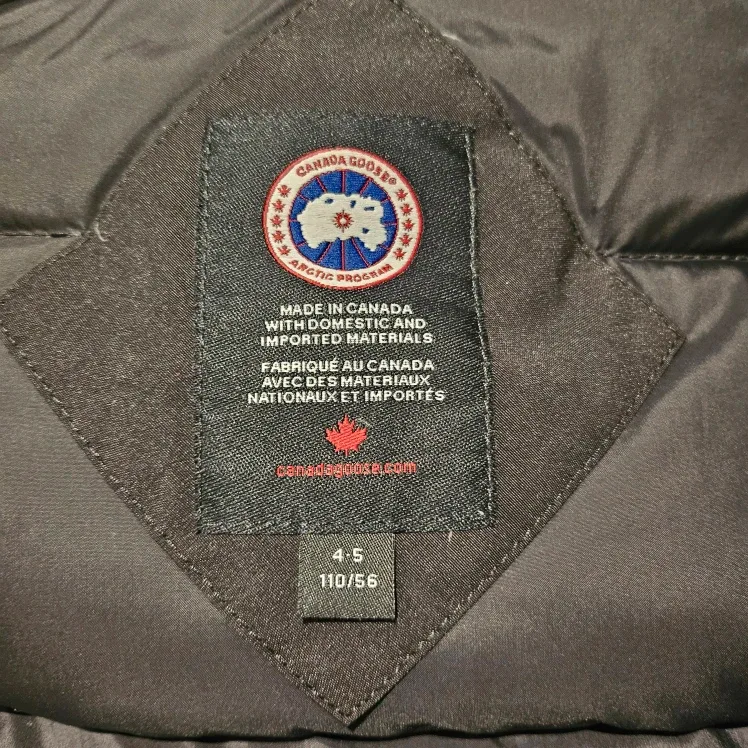 CANADA GOOSE®
ARCTIC PROGRAM
MADE IN CANADA
WITH DOMESTIC AND
IMPORTED MATERIALS
FABRIQUÉ AU CANADA
AVEC DES MATERIAUX
NATIONAUX ET IMPORTÉS
canadagoose.com
4-5
110/56